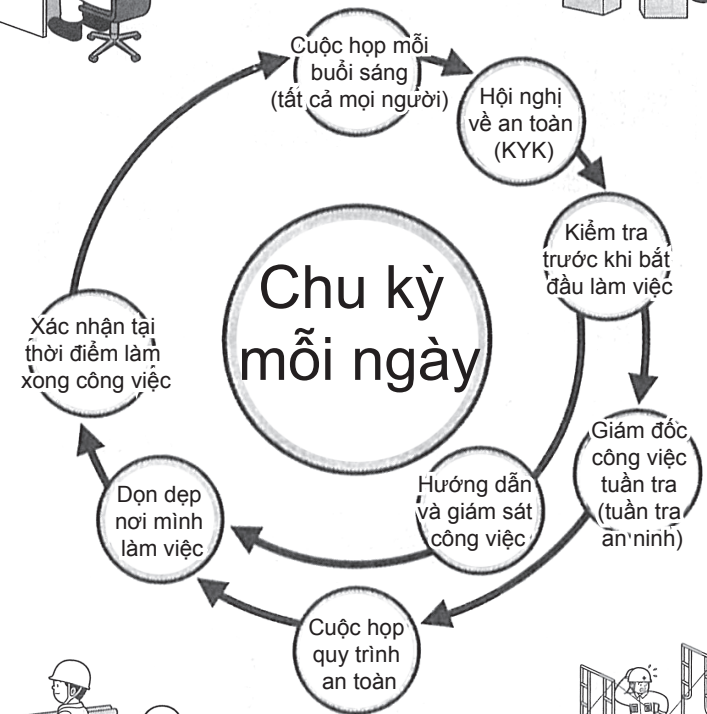 Cuộc họp mỗi
buổi sáng
(tất cả mọi người)
Hội nghị
về an toàn
(KYK)
Kiểm tra
trước khi bắt
đầu làm việc
Giám đốc
công việc
tuần tra
(tuần tra
an ninh)
Hướng dẫn
và giám sát
công việc
Cuộc họp
quy trình
an toàn
Dọn dẹp
nơi mình
làm việc
Xác nhận tại
thời điểm làm
xong công việc
Chu kỳ
mỗi ngày